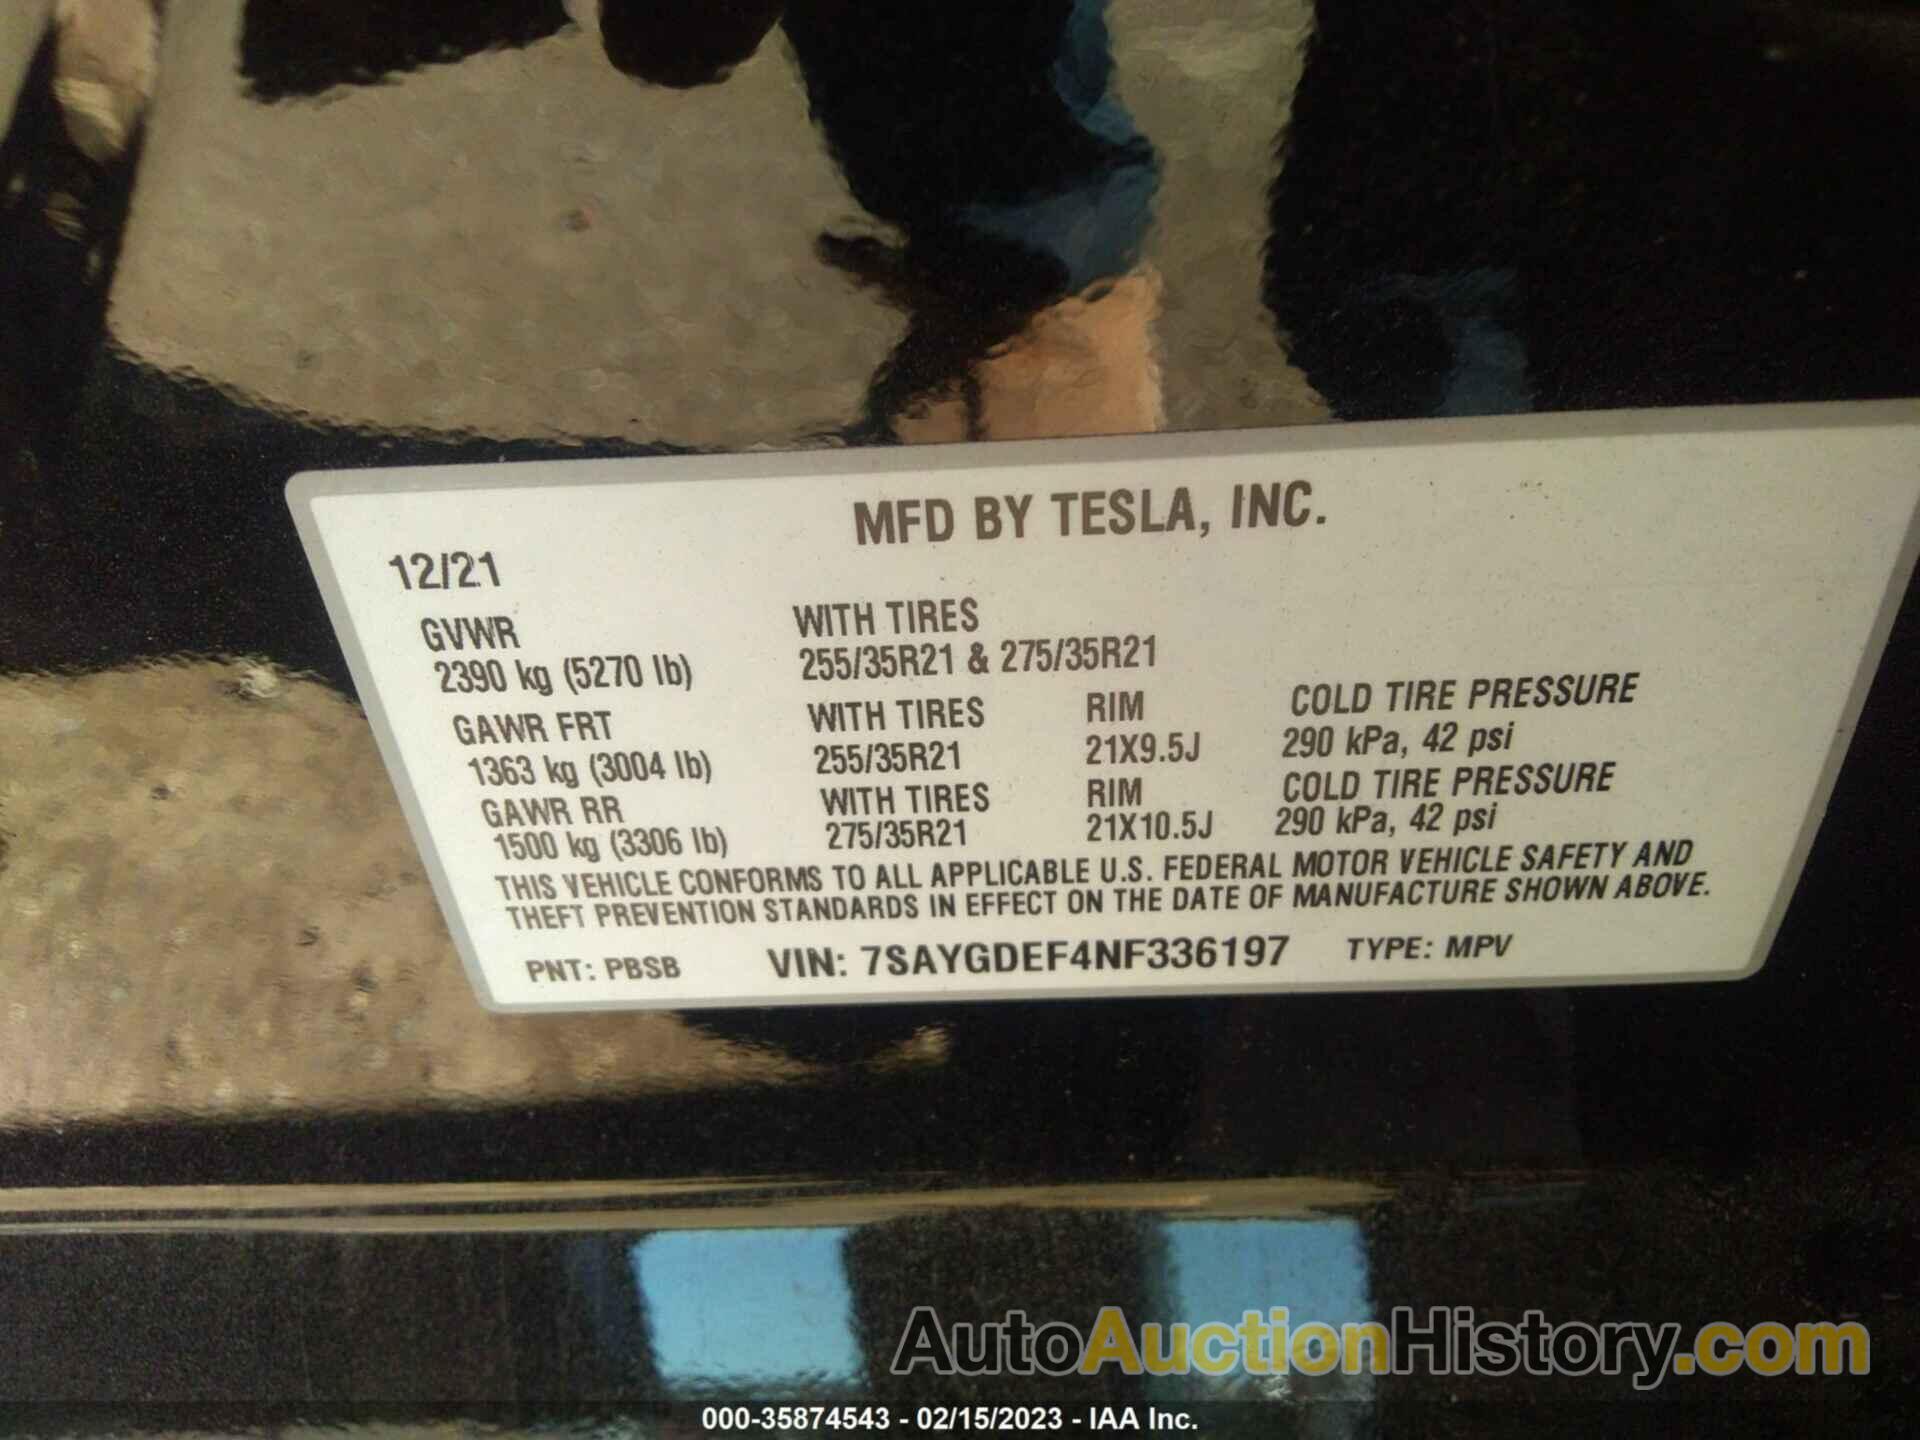 MFD BY TESLA, INC.
12/21
GVWR WITH TIRES
2390 kg (5270 lb) 255/35R21 & 275/35R21
GAWR FRT WITH TIRES RIM COLD TIRE PRESSURE
1363 kg (3004 lb) 255/35R21 21X9.5J 290 kPa, 42 psi
GAWR RR WITH TIRES RIM COLD TIRE PRESSURE
1500 kg (3306 lb) 275/35R21 21X10.5J 290 kPa, 42 psi
THIS VEHICLE CONFORMS TO ALL APPLICABLE U.S. FEDERAL MOTOR VEHICLE SAFETY AND
THEFT PREVENTION STANDARDS IN EFFECT ON THE DATE OF MANUFACTURE SHOWN ABOVE.
PNT: PBSB VIN: 7SAYGDEF4NF336197 TYPE: MPV
AutoAuctionHistory.com
000-35874543 - 02/15/2023 - IAA Inc.